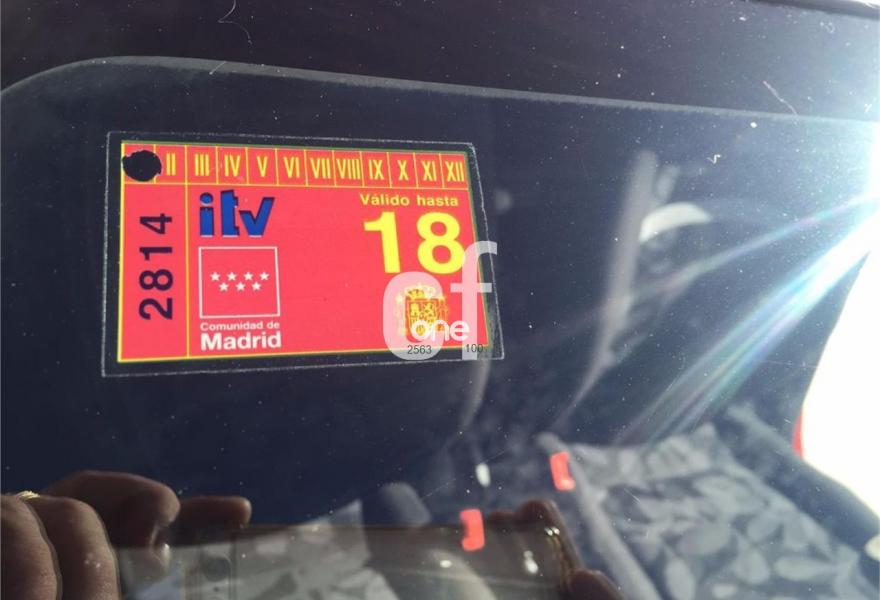 II III IV V VI VII VIII IX X XI XII
2814
itv
Válido hasta
18
Comunidad de
Madrid
cf
one
2563 100